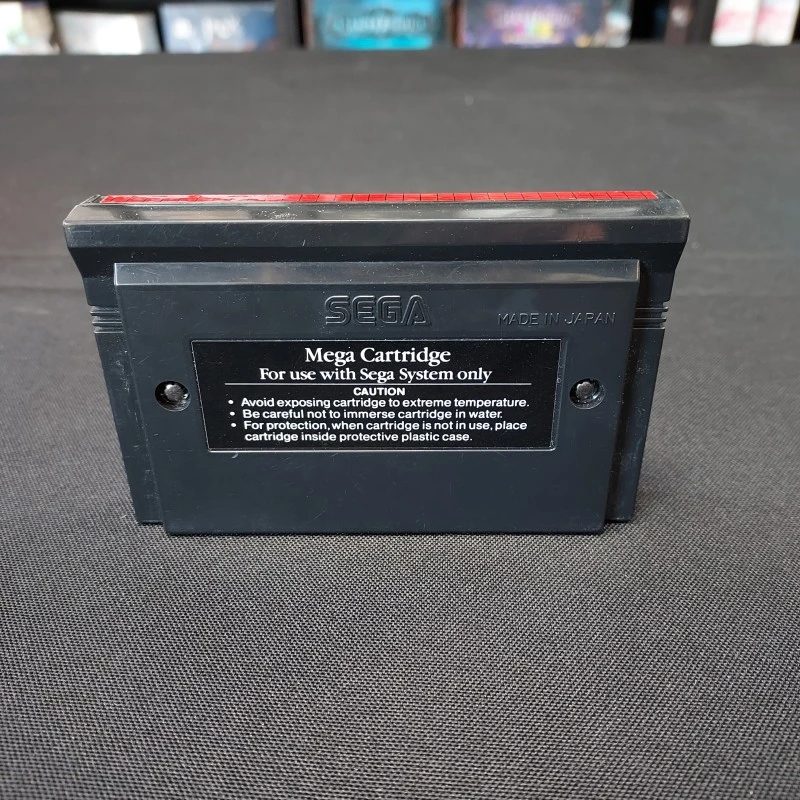 SEGA
MADE IN JAPAN
Mega Cartridge
For use with Sega System only
CAUTION
• Avoid exposing cartridge to extreme temperature.
• Be careful not to immerse cartridge in water.
• For protection, when cartridge is not in use, place
cartridge inside protective plastic case.